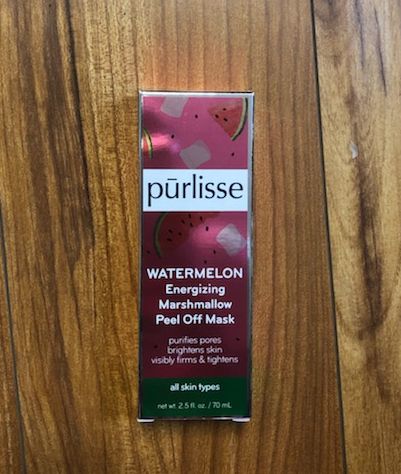 pūrlisse
WATERMELON
Energizing
Marshmallow
Peel Off Mask
purifies pores
brightens skin
visibly firms & tightens
all skin types
net wt. 2.5 fl. oz. / 70 mL